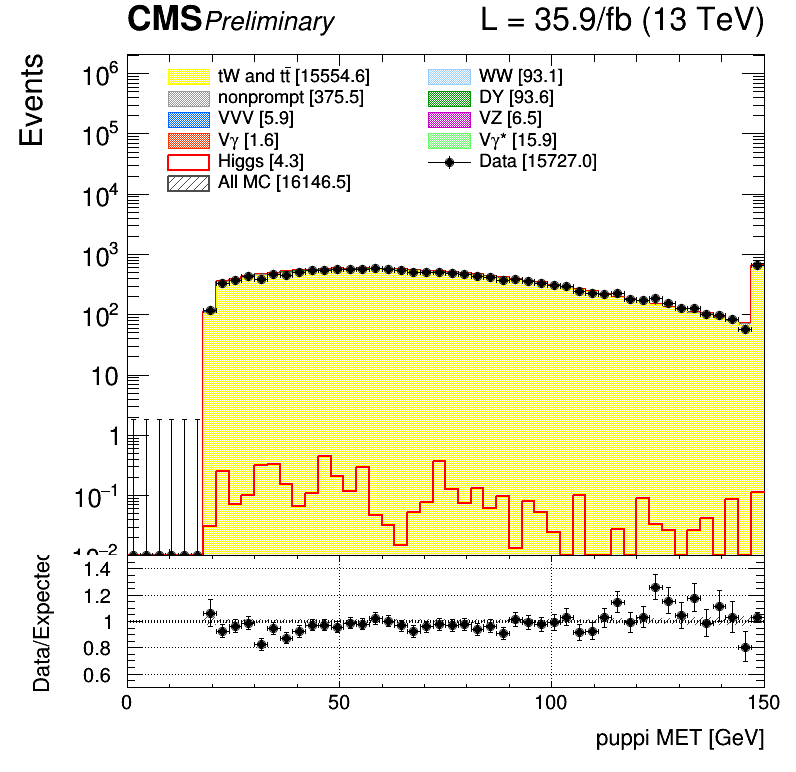 CMS Preliminary L = 35.9/fb (13 TeV)
Events
10⁶
10⁵
10⁴
10³
10²
10
1
10⁻¹
10⁻²
tW and tt̄ [15554.6]
nonprompt [375.5]
VVV [5.9]
Vγ [1.6]
Higgs [4.3]
All MC [16146.5]
WW [93.1]
DY [93.6]
VZ [6.5]
Vγ* [15.9]
Data [15727.0]
Data/Expected
1.4
1.2
1
0.8
0.6
0 50 100 150
puppi MET [GeV]